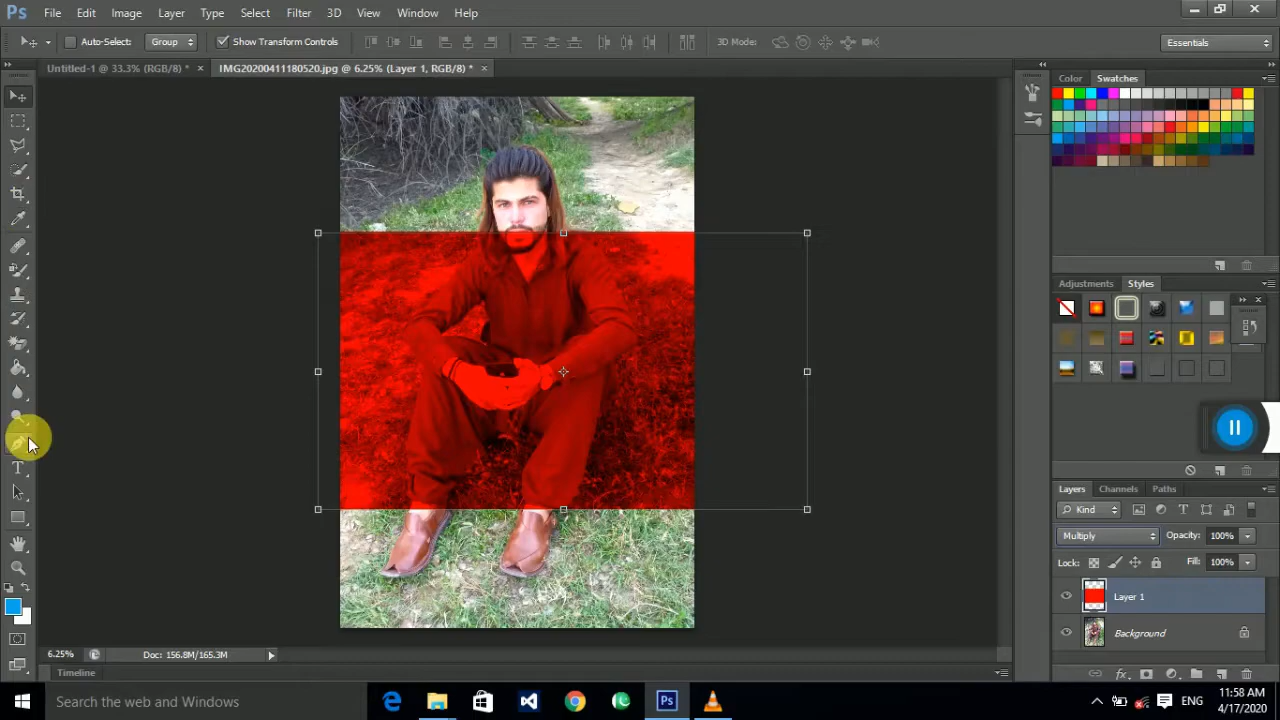 Ps File Edit Image Layer Type Select Filter 3D View Window Help
Auto-Select: Group Show Transform Controls 3D Mode: Essentials
Untitled-1 @ 33.3% (RGB/8) * × IMG20200411180520.jpg @ 6.25% (Layer 1, RGB/8) * ×
Color Swatches
Adjustments Styles
Layers Channels Paths
Kind
Multiply Opacity: 100%
Lock: Fill: 100%
Layer 1
Background
6.25% Doc: 156.8M/165.3M
Timeline
Search the web and Windows
Ps
ENG
11:58 AM
4/17/2020